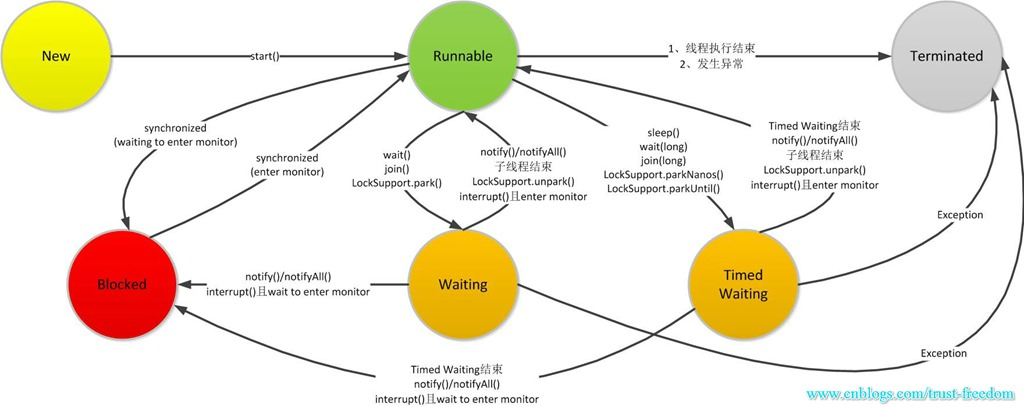 New
start()
Runnable
1、线程执行结束
2、发生异常
Terminated
synchronized
(waiting to enter monitor)
synchronized
(enter monitor)
wait()
join()
LockSupport.park()
notify()/notifyAll()
子线程结束
LockSupport.unpark()
interrupt()且enter monitor
sleep()
wait(long)
join(long)
LockSupport.parkNanos()
LockSupport.parkUntil()
Timed Waiting结束
notify()/notifyAll()
子线程结束
LockSupport.unpark()
interrupt()且enter monitor
Exception
Blocked
notify()/notifyAll()
interrupt()且wait to enter monitor
Waiting
Timed
Waiting
Exception
Timed Waiting结束
notify()/notifyAll()
interrupt()且wait to enter monitor
www.cnblogs.com/trust-freedom